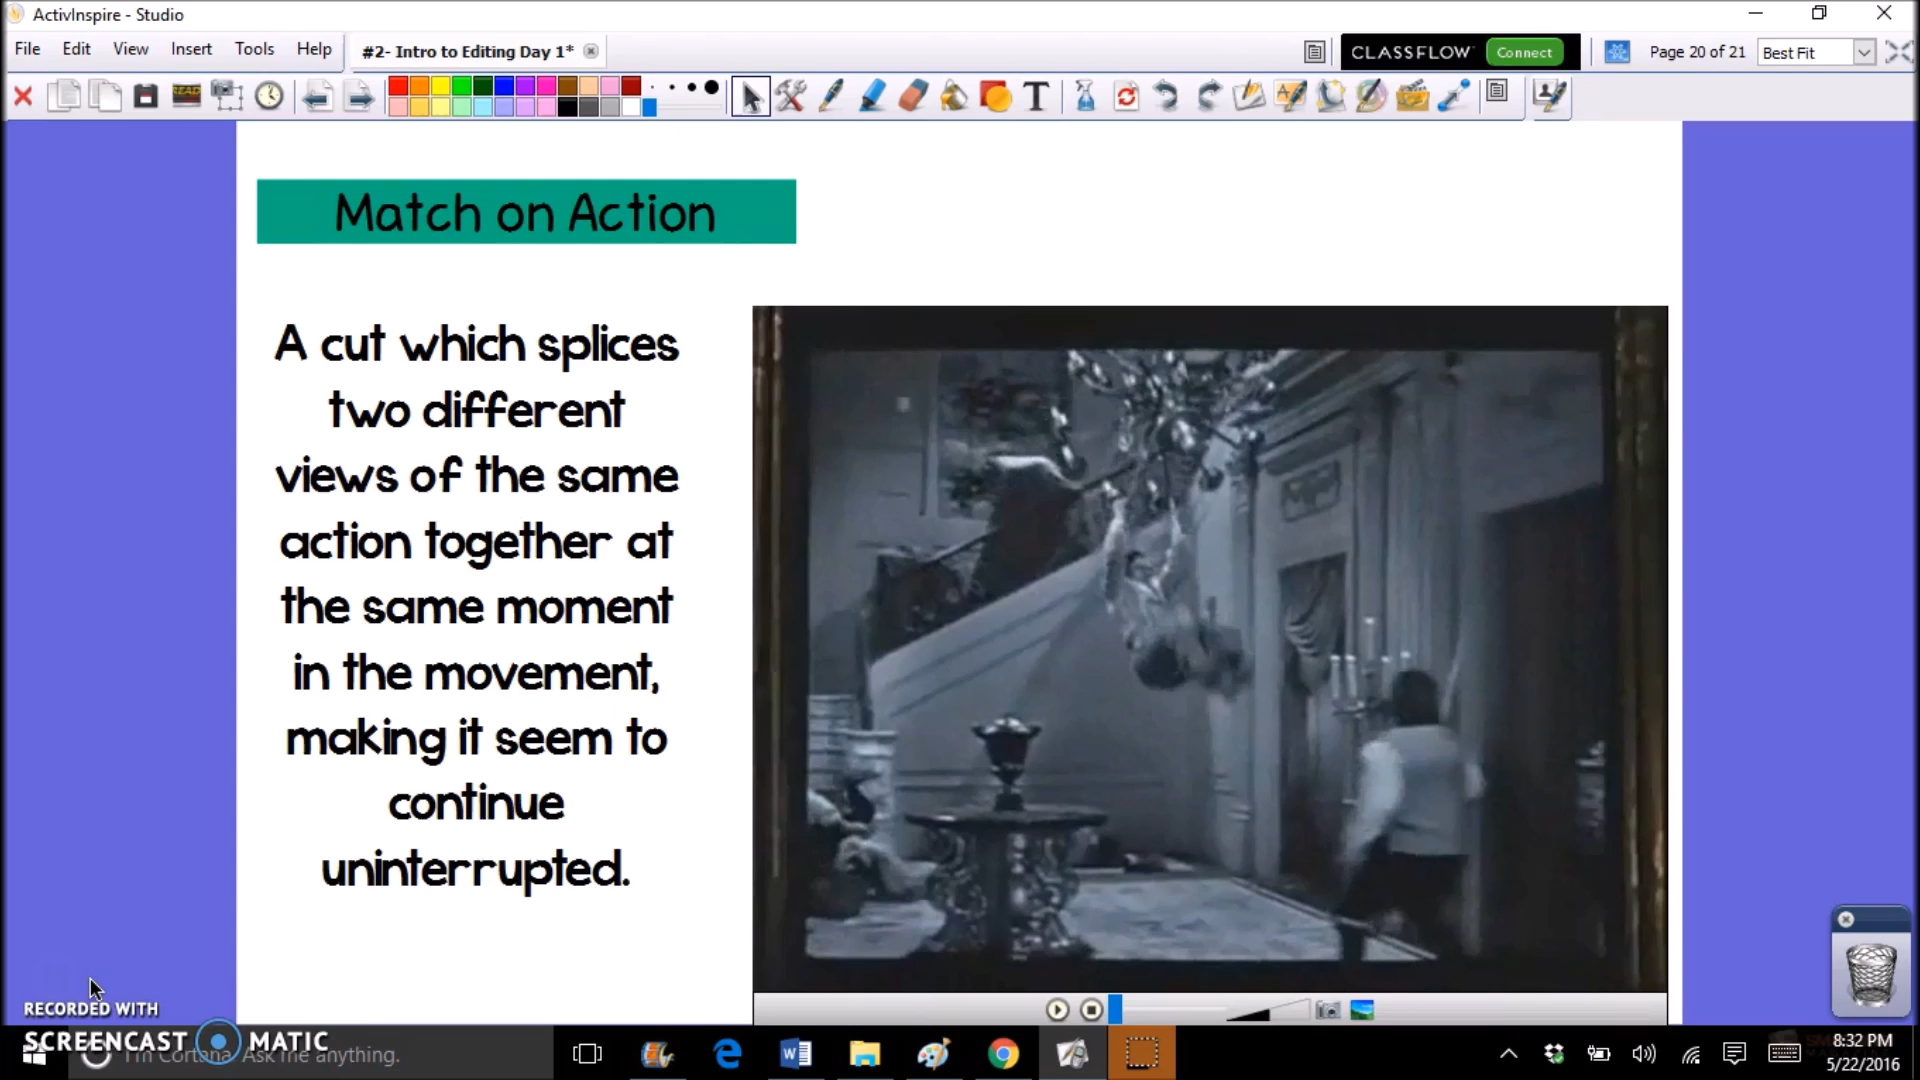 ActivInspire - Studio
File Edit View Insert Tools Help
#2- Intro to Editing Day 1*
CLASSFLOW Connect
Page 20 of 21
Best Fit
READ
T
Match on Action
A cut which splices
two different
views of the same
action together at
the same moment
in the movement,
making it seem to
continue
uninterrupted.
RECORDED WITH
SCREENCAST MATIC
I'm Cortana. Ask me anything.
8:32 PM
5/22/2016